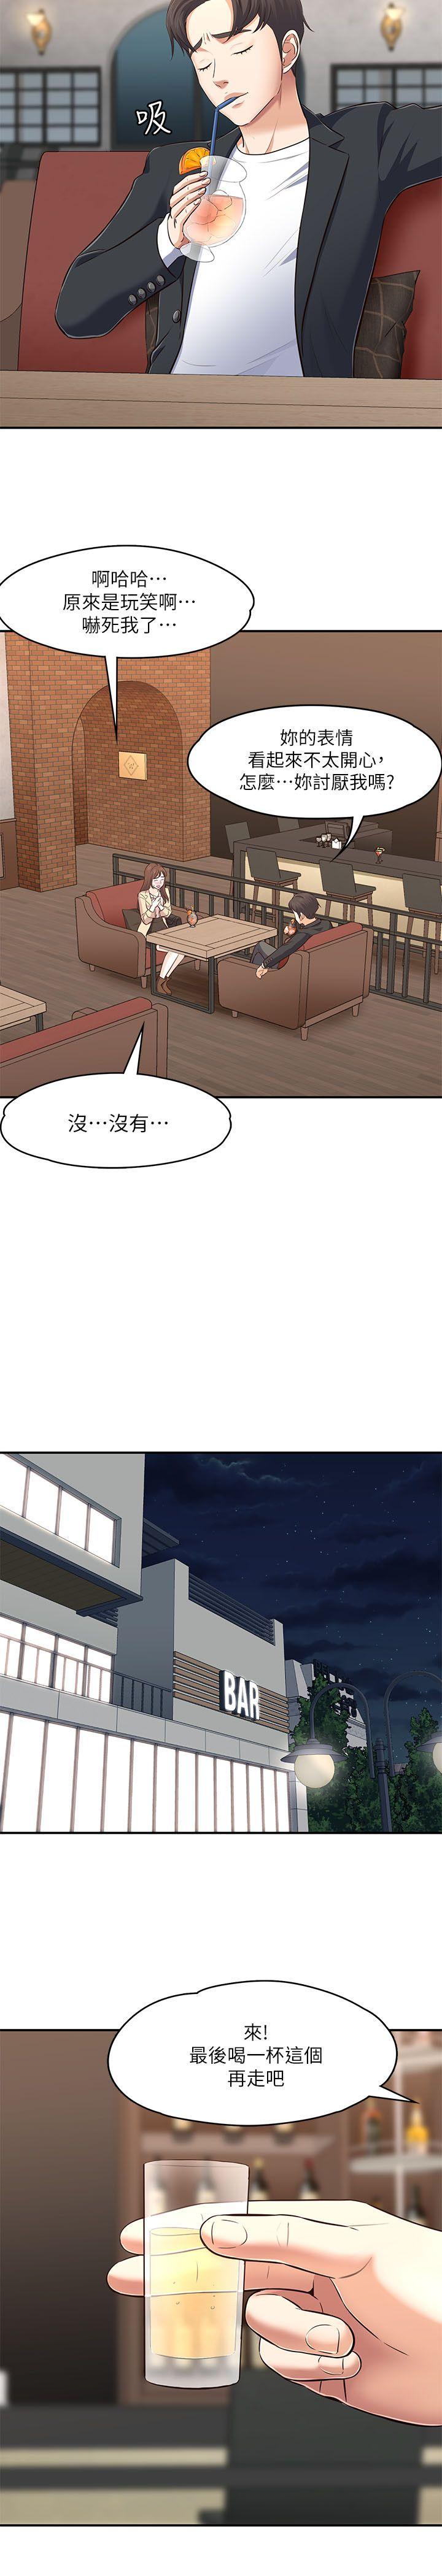 吸
啊哈哈⋯
原來是玩笑啊⋯
嚇死我了⋯
妳的表情
看起來不太開心，
怎麼⋯妳討厭我嗎？
沒⋯沒有⋯
BAR
來！
最後喝一杯這個
再走吧